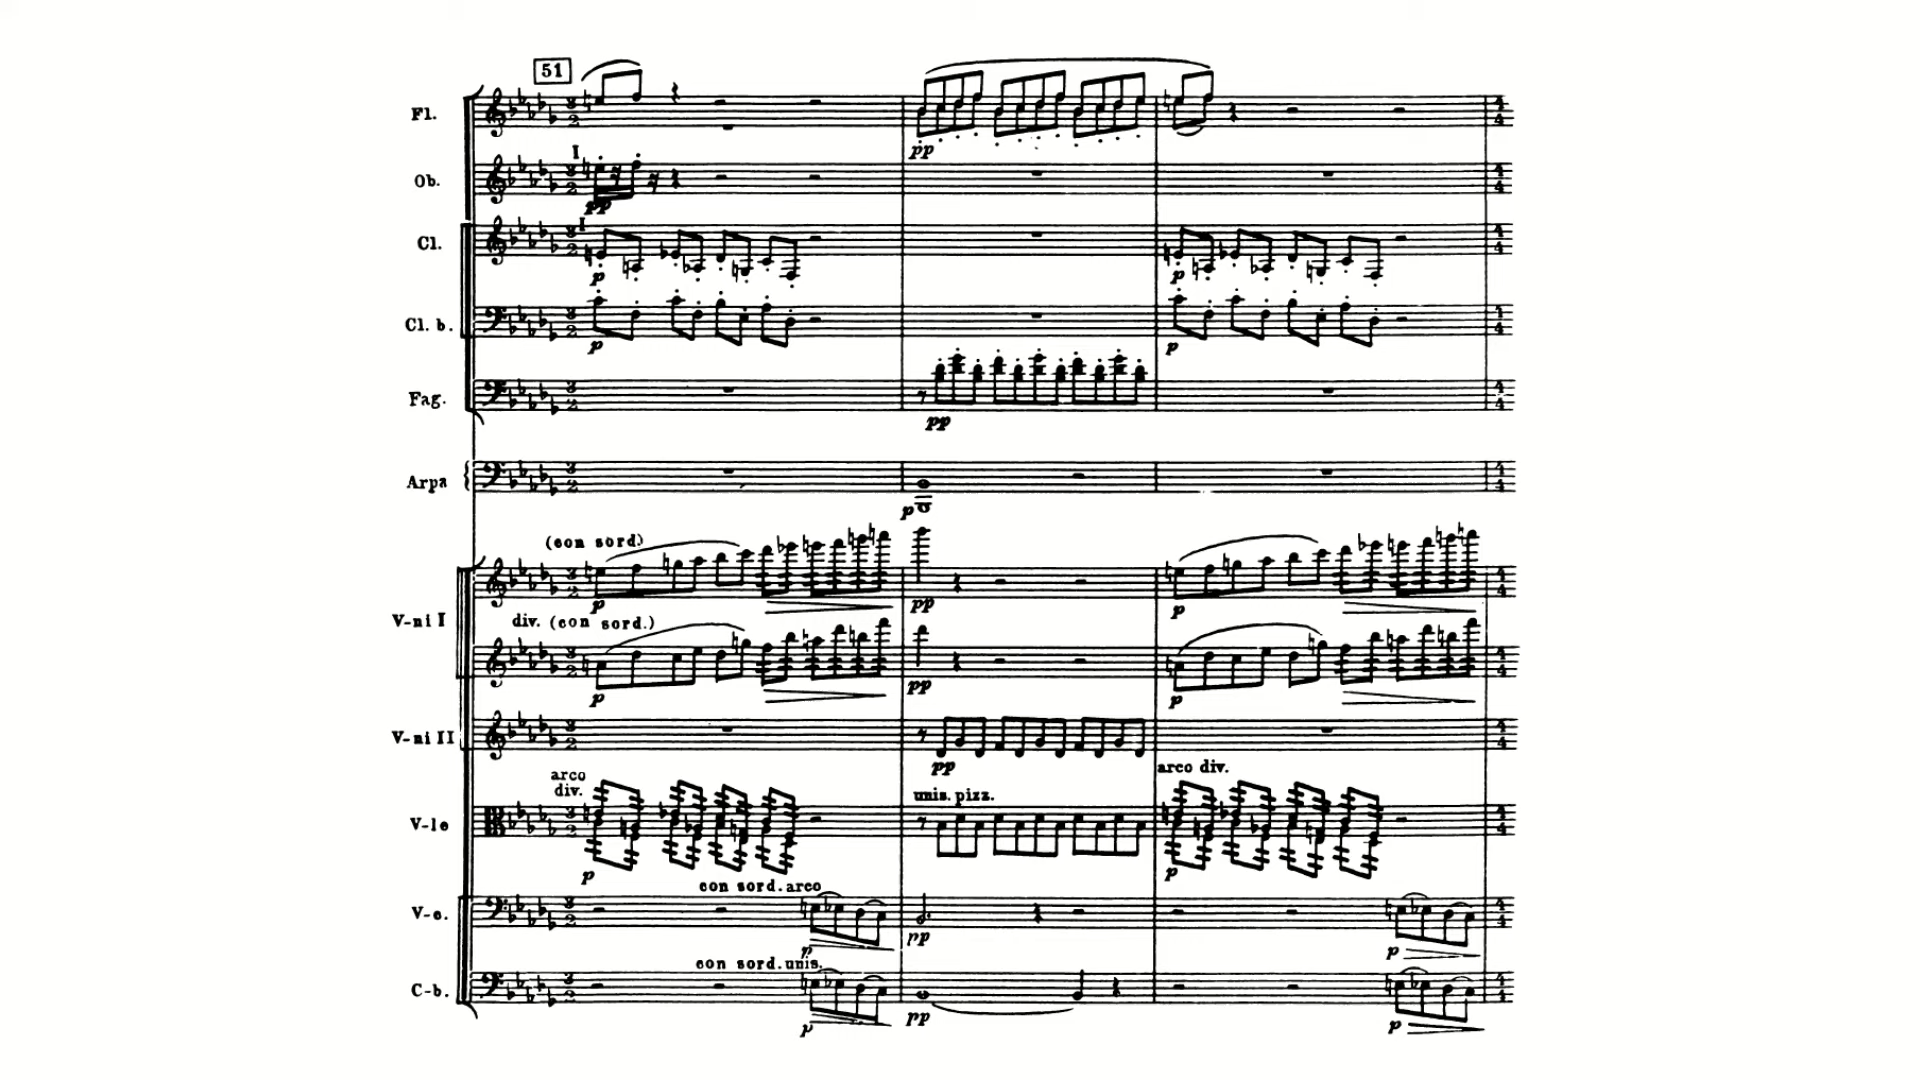 51
Fl.
pp
I
Ob.
pp
I
Cl.
p
p
Cl. b.
p
p
Fag.
pp
Arpa
p
(con sord.)
p
pp
p
V-ni I
div. (con sord.)
p
pp
p
V-ni II
pp
arco
div.
unis. pizz.
arco div.
V-le
p
p
con sord. arco
V-c.
p
pp
p
con sord. unis.
C-b.
p
pp
p